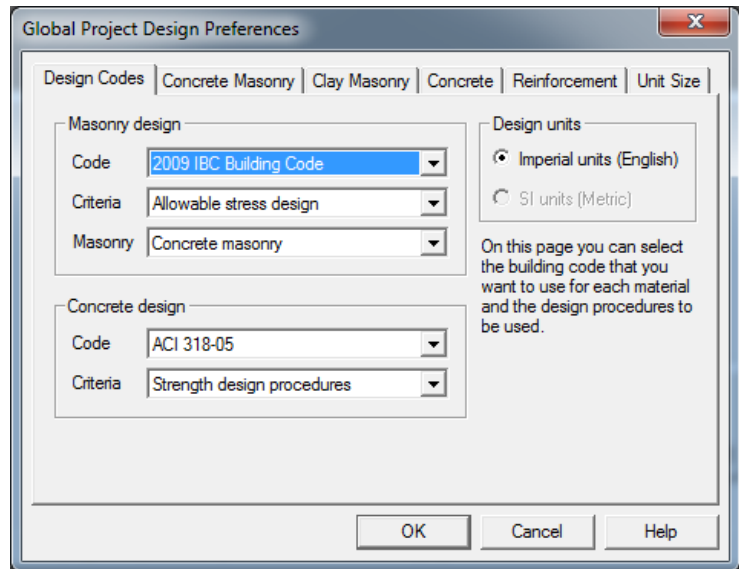 Global Project Design Preferences
Design Codes
Concrete Masonry
Clay Masonry
Concrete
Reinforcement
Unit Size
Masonry design
Code
2009 IBC Building Code
Criteria
Allowable stress design
Masonry
Concrete masonry
Concrete design
Code
ACI 318-05
Criteria
Strength design procedures
Design units
Imperial units (English)
SI units (Metric)
On this page you can select
the building code that you
want to use for each material
and the design procedures to
be used.
OK
Cancel
Help